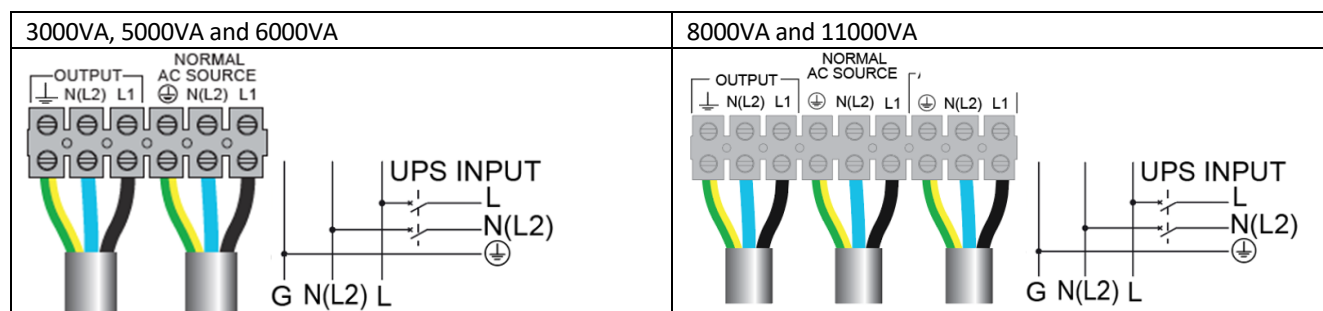 3000VA, 5000VA and 6000VA
NORMAL
OUTPUT AC SOURCE
N(L2) L1 N(L2) L1
UPS INPUT
L
N(L2)
G N(L2) L
8000VA and 11000VA
NORMAL
OUTPUT AC SOURCE
N(L2) L1 N(L2) L1 N(L2) L1
UPS INPUT
L
N(L2)
G N(L2) L